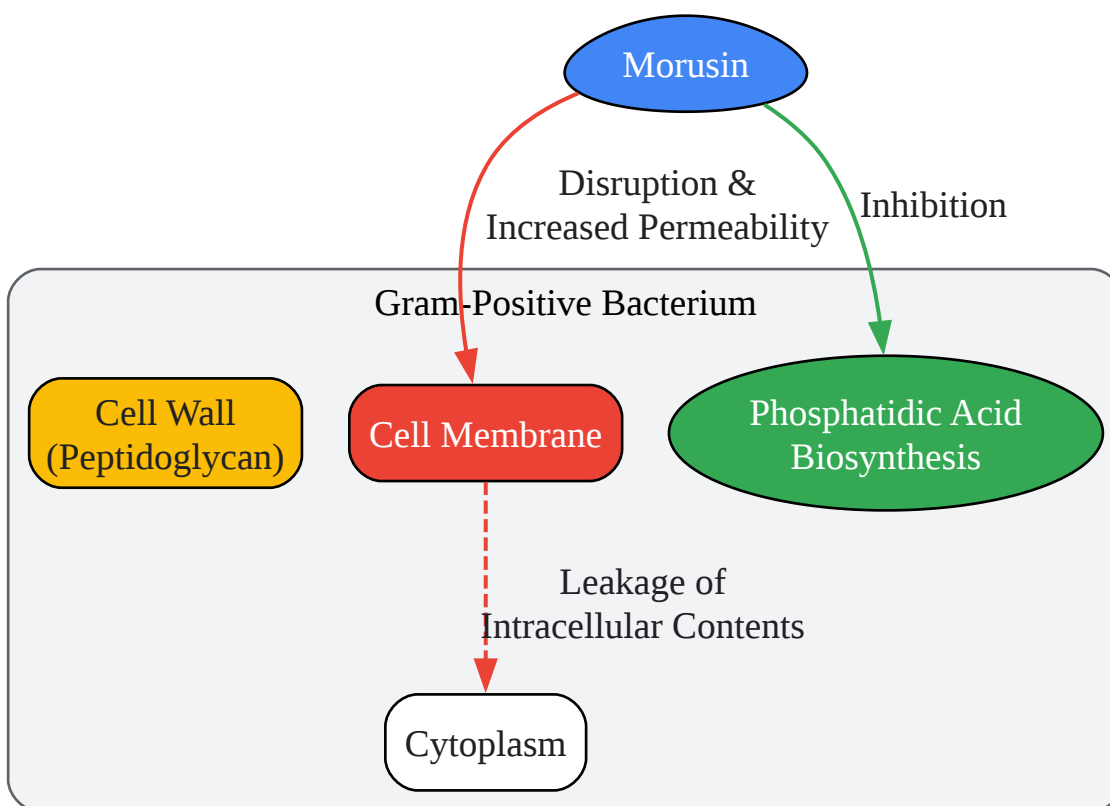 Morusin
Disruption &
Increased Permeability
Inhibition
Gram-Positive Bacterium
Cell Wall
(Peptidoglycan)
Cell Membrane
Phosphatidic Acid
Biosynthesis
Leakage of
Intracellular Contents
Cytoplasm